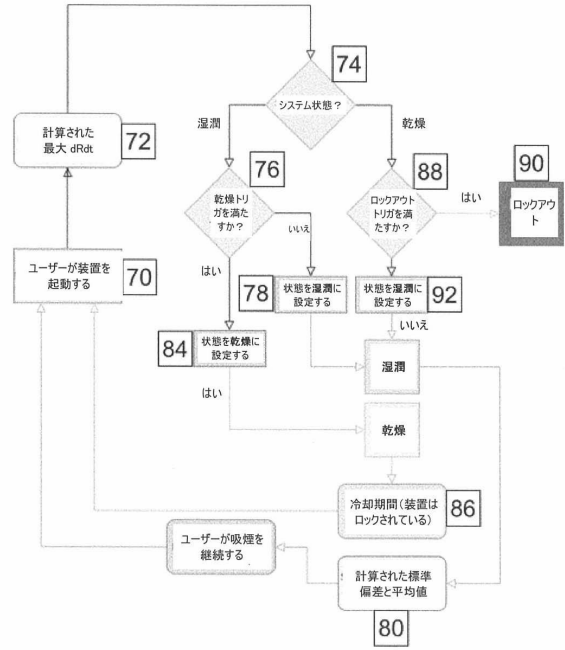 74
システム状態？
湿潤
乾燥
計算された
最大 dRdt
72
76
88
90
乾燥トリ
ガを満た
すか？
ロックアウト
トリガを満
たすか？
はい
ロックアウ
ト
いいえ
はい
ユーザーが装置を
起動する
70
78
状態を湿潤に
設定する
状態を湿潤に
設定する
92
いいえ
84
状態を乾燥に
設定する
湿潤
はい
乾燥
冷却期間（装置は
ロックされている）
86
ユーザーが吸煙を
継続する
計算された標準
偏差と平均値
80